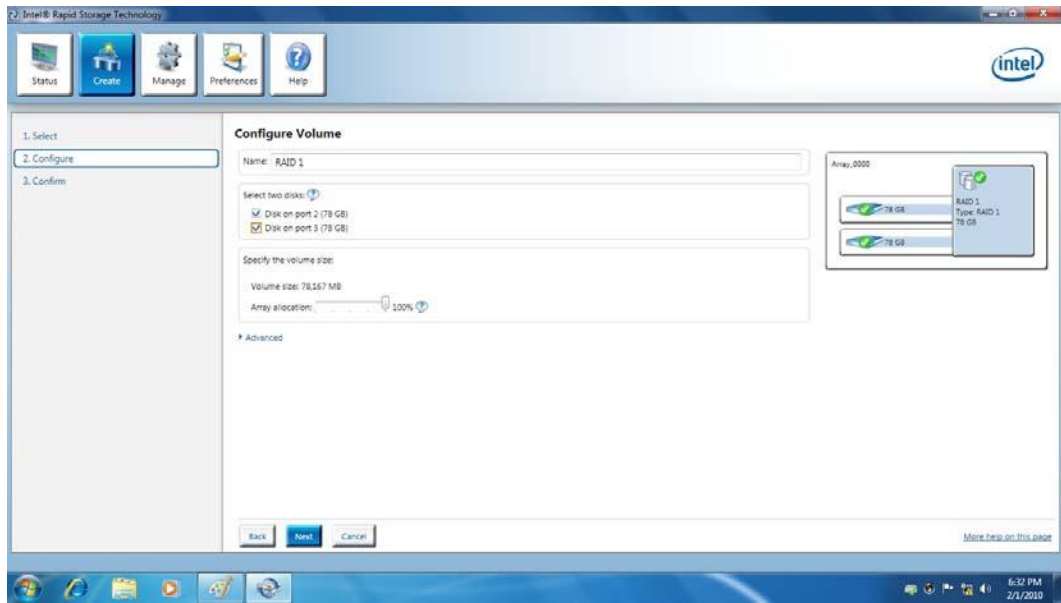 Intel® Rapid Storage Technology
Status
Create
Manage
Preferences
Help
intel
1. Select
2. Configure
3. Confirm
Configure Volume
Name: RAID 1
Select two disks:
Disk on port 2 (78 GB)
Disk on port 3 (78 GB)
Specify the volume size:
Volume size: 78,167 MB
Array allocation: 100%
Advanced
Array_0000
78 GB
78 GB
RAID 1
Type: RAID 1
78 GB
Back
Next
Cancel
More help on this page
6:32 PM
2/1/2010